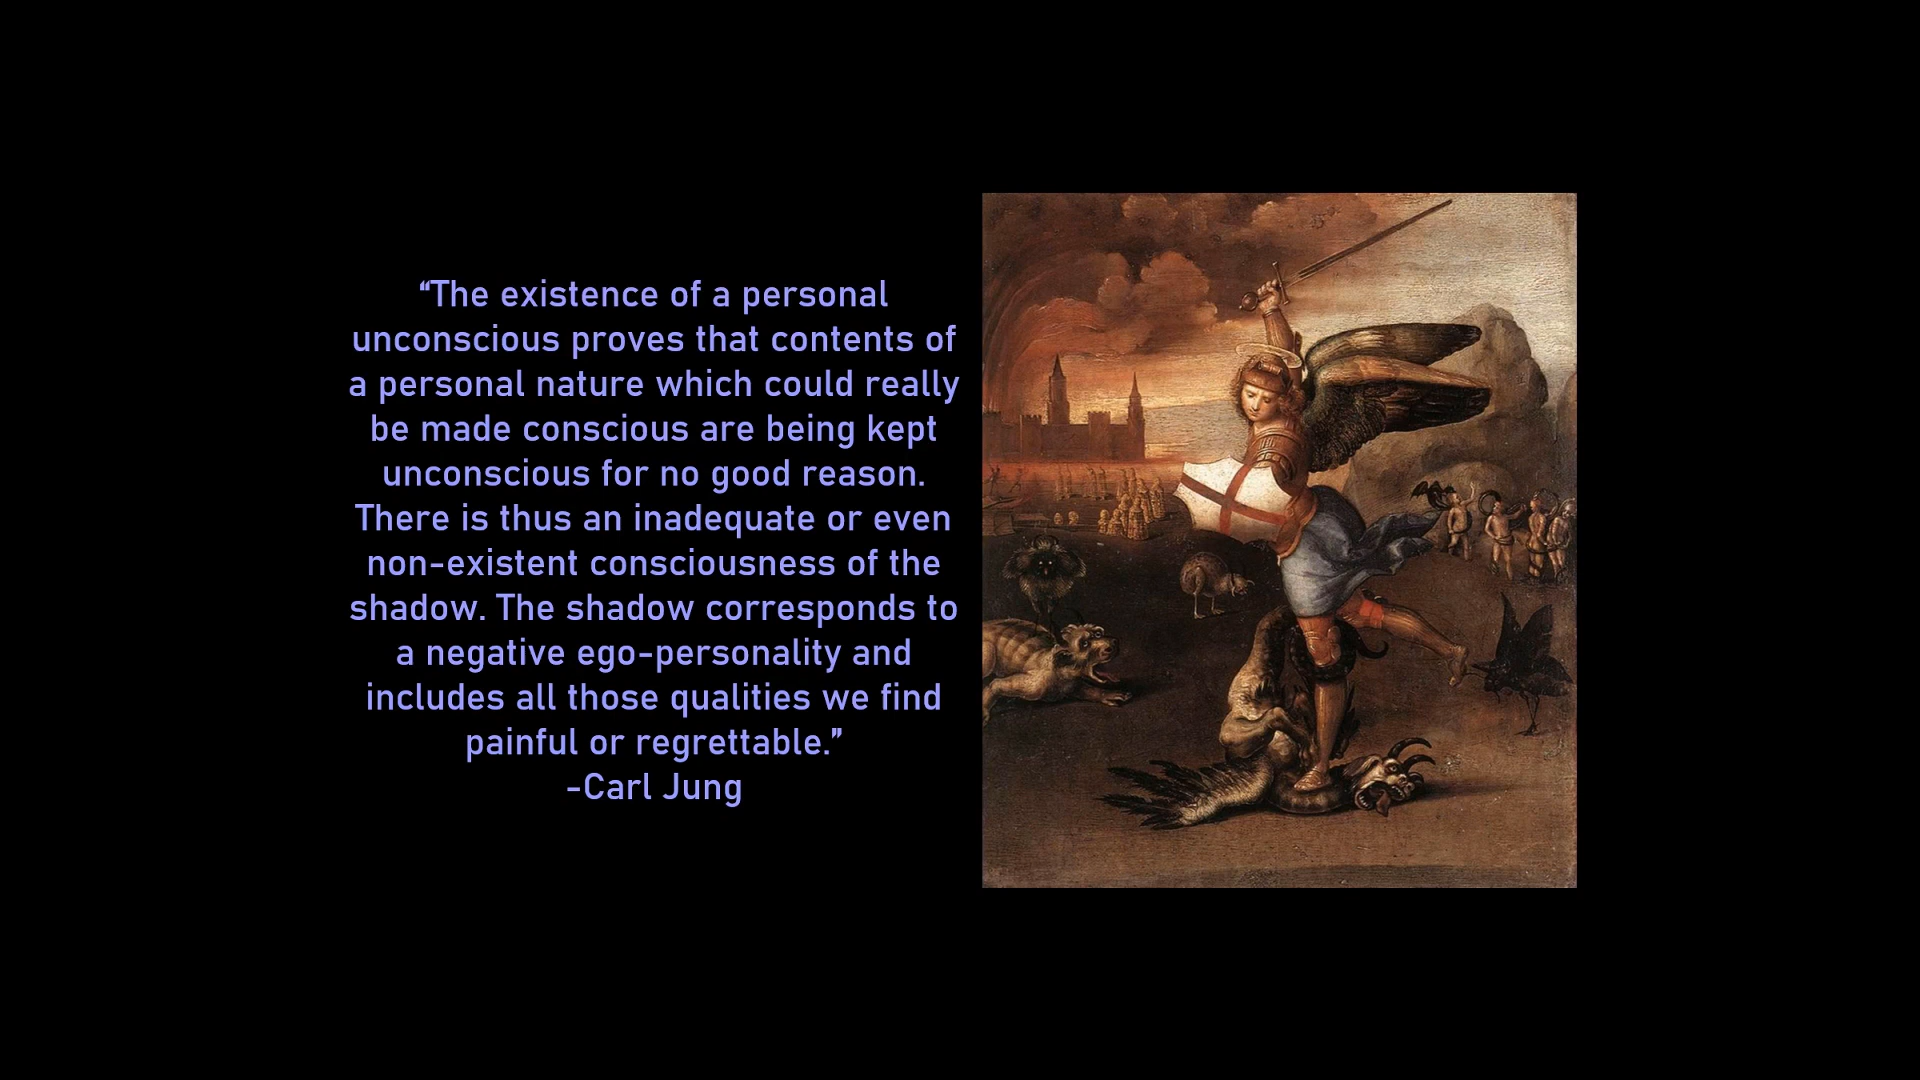 “The existence of a personal
unconscious proves that contents of
a personal nature which could really
be made conscious are being kept
unconscious for no good reason.
There is thus an inadequate or even
non-existent consciousness of the
shadow. The shadow corresponds to
a negative ego-personality and
includes all those qualities we find
painful or regrettable.”
-Carl Jung